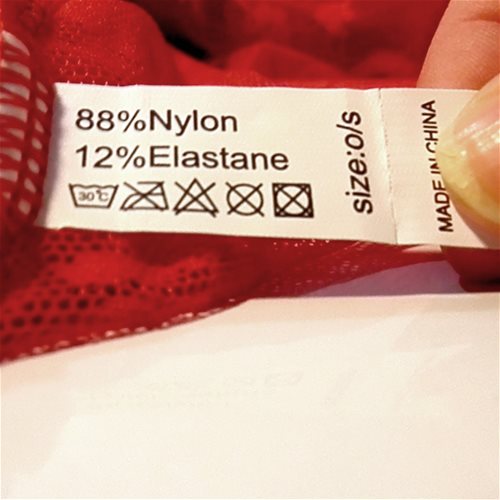 88%Nylon
12%Elastane
30℃
size:o/s
MADE IN CHINA